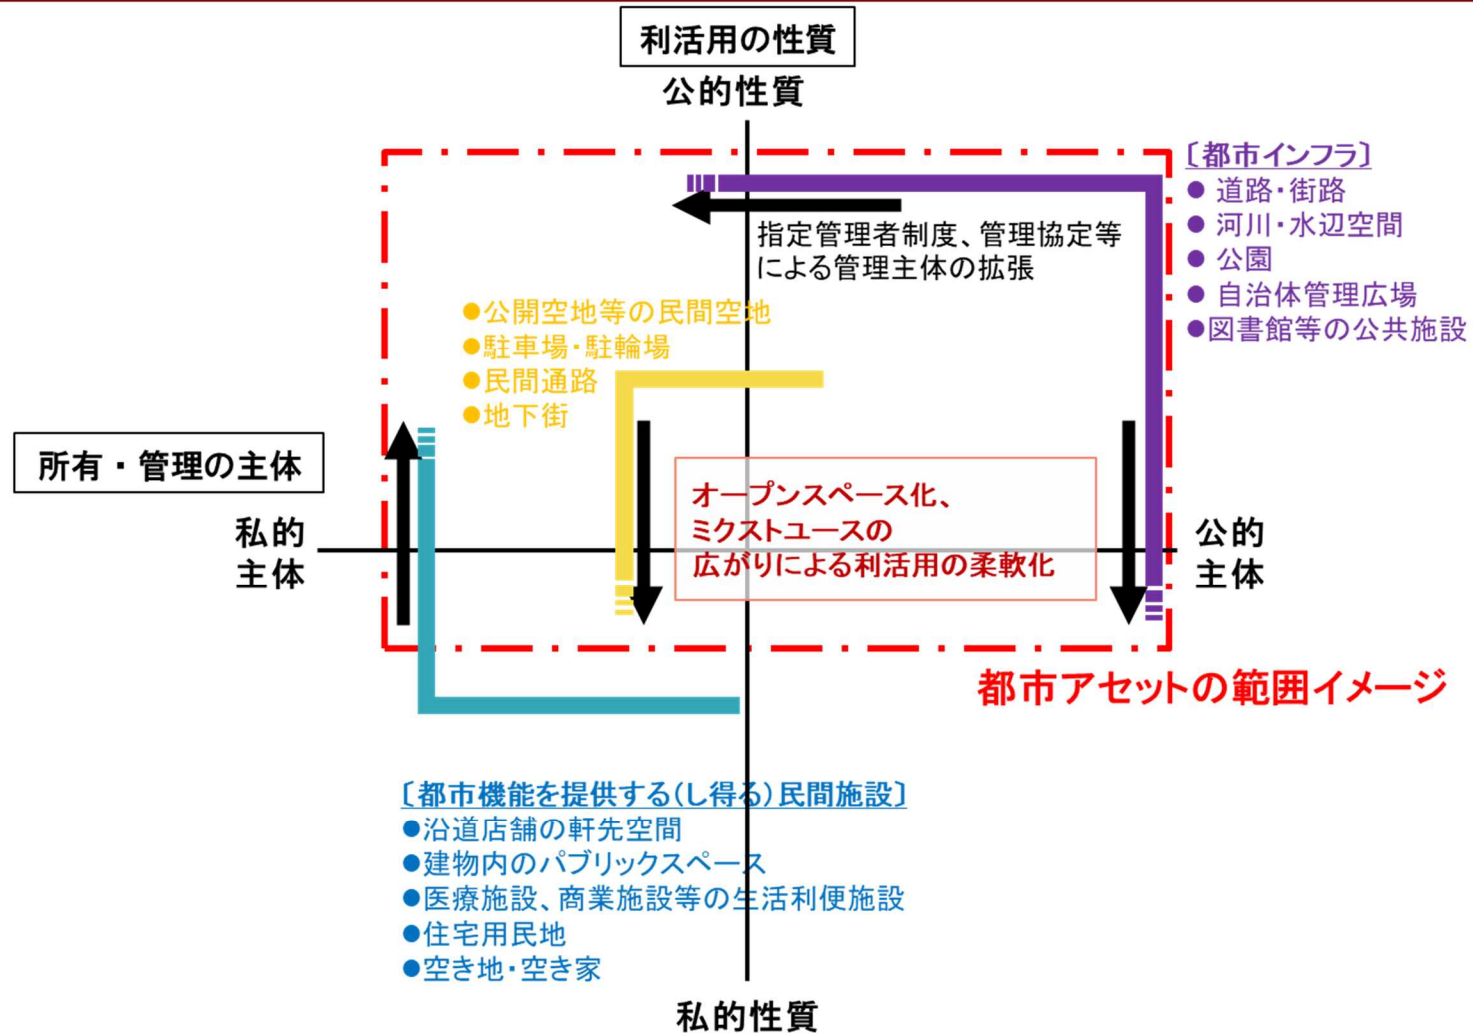 利活用の性質
公的性質
〔都市インフラ〕
● 道路・街路
● 河川・水辺空間
● 公園
● 自治体管理広場
●図書館等の公共施設
指定管理者制度、管理協定等
による管理主体の拡張
●公開空地等の民間空地
●駐車場・駐輪場
●民間通路
●地下街
所有・管理の主体
私的
主体
オープンスペース化、
ミクストユースの
広がりによる利活用の柔軟化
公的
主体
都市アセットの範囲イメージ
〔都市機能を提供する(し得る)民間施設〕
●沿道店舗の軒先空間
●建物内のパブリックスペース
●医療施設、商業施設等の生活利便施設
●住宅用民地
●空き地・空き家
私的性質